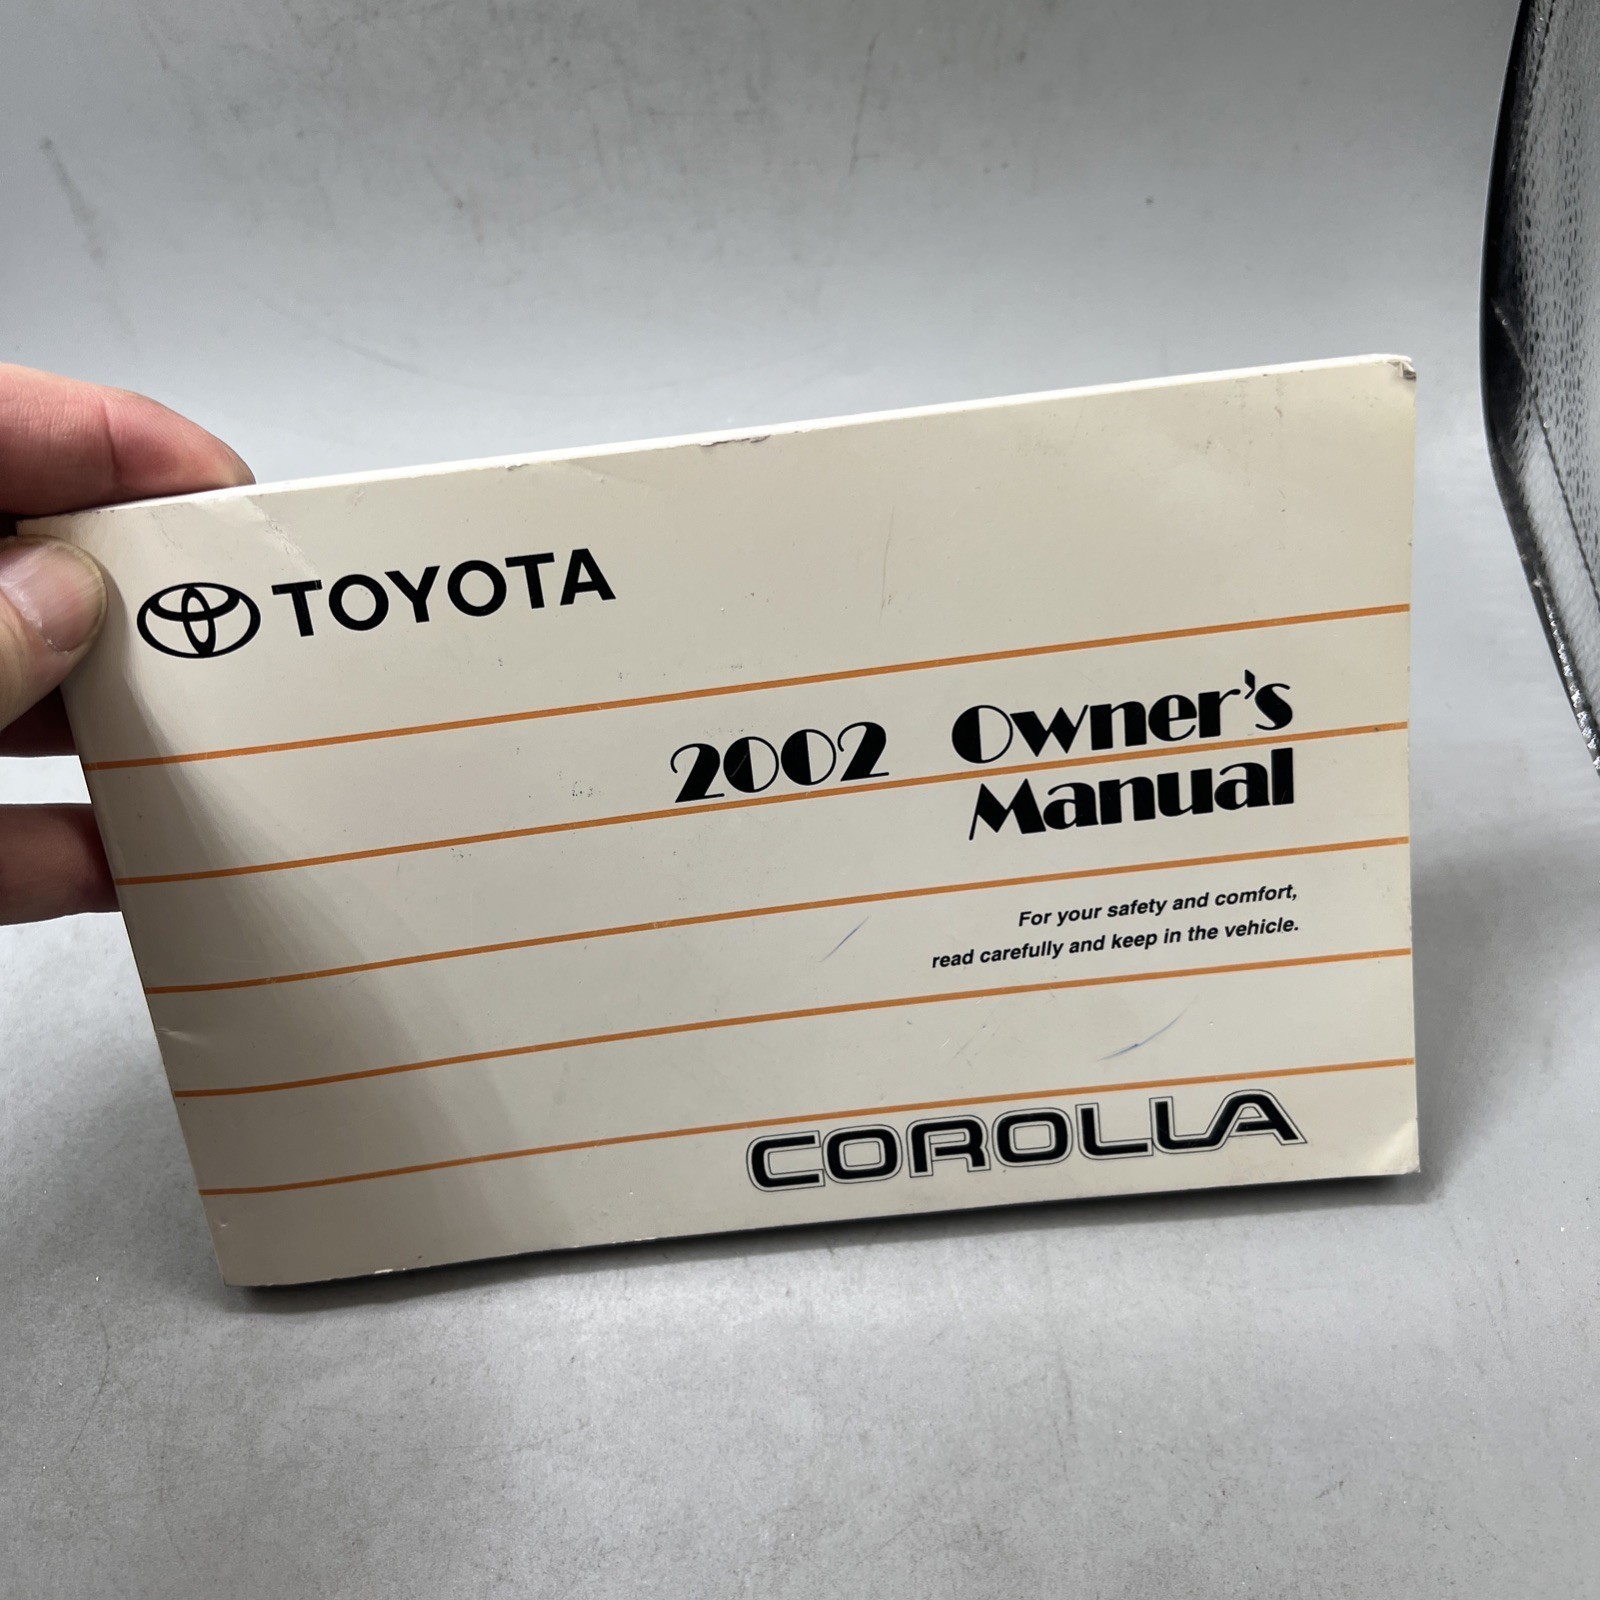 TOYOTA
2002 Owner's
Manual
For your safety and comfort,
read carefully and keep in the vehicle.
COROLLA